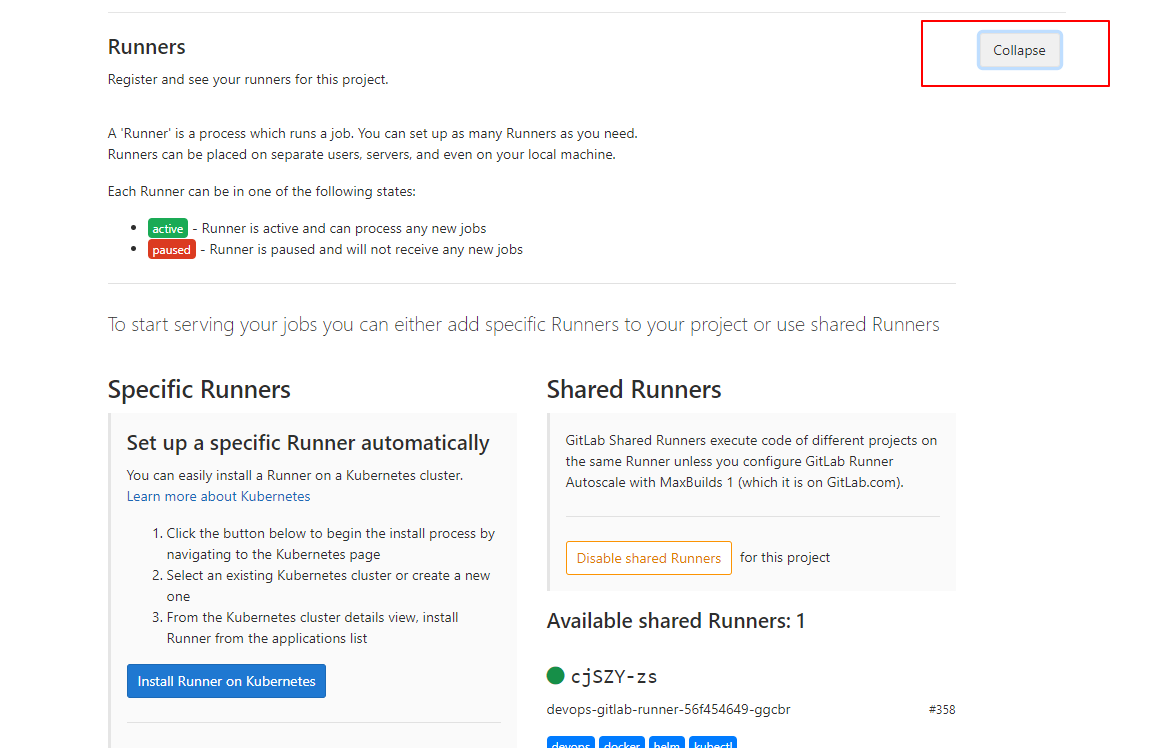 Runners
Collapse
Register and see your runners for this project.
A 'Runner' is a process which runs a job. You can set up as many Runners as you need.
Runners can be placed on separate users, servers, and even on your local machine.
Each Runner can be in one of the following states:
active - Runner is active and can process any new jobs
paused - Runner is paused and will not receive any new jobs
To start serving your jobs you can either add specific Runners to your project or use shared Runners
Specific Runners
Set up a specific Runner automatically
You can easily install a Runner on a Kubernetes cluster.
Learn more about Kubernetes
1. Click the button below to begin the install process by
navigating to the Kubernetes page
2. Select an existing Kubernetes cluster or create a new
one
3. From the Kubernetes cluster details view, install
Runner from the applications list
Install Runner on Kubernetes
Shared Runners
GitLab Shared Runners execute code of different projects on
the same Runner unless you configure GitLab Runner
Autoscale with MaxBuilds 1 (which it is on GitLab.com).
Disable shared Runners for this project
Available shared Runners: 1
cjSZY-zs
devops-gitlab-runner-56f454649-ggcbr #358
devops docker helm kubectl